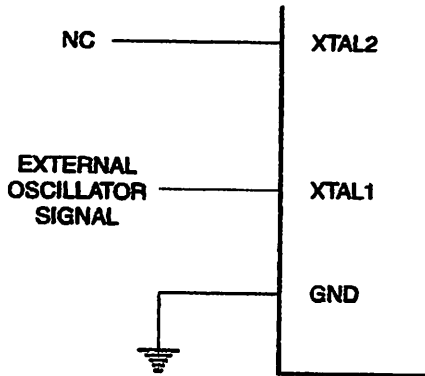 NC
XTAL2
EXTERNAL
OSCILLATOR
SIGNAL
XTAL1
GND